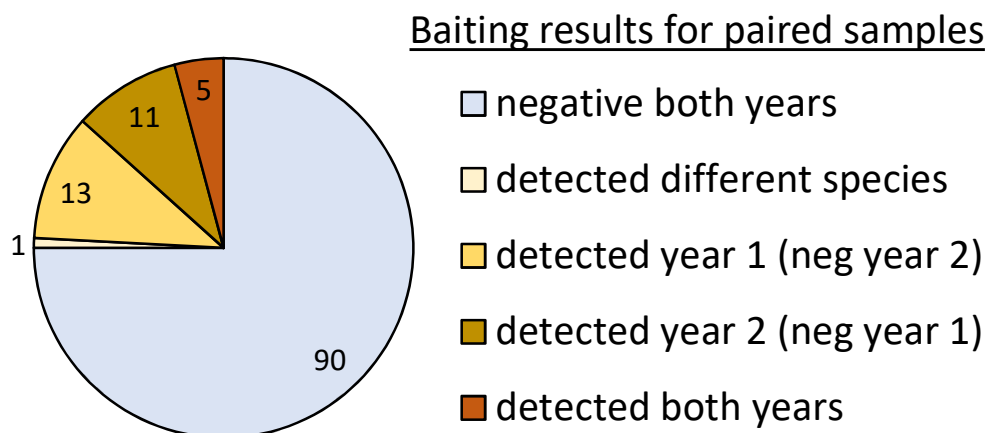 Baiting results for paired samples
negative both years
detected different species
detected year 1 (neg year 2)
detected year 2 (neg year 1)
detected both years
5
11
13
1
90